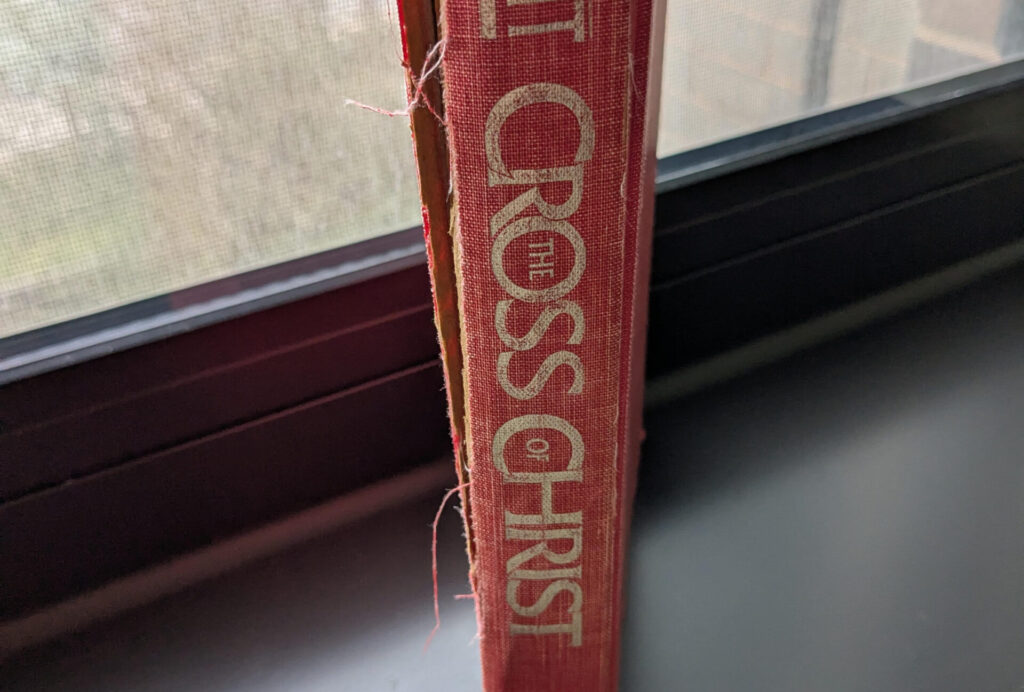 THE CROSS OF CHRIST